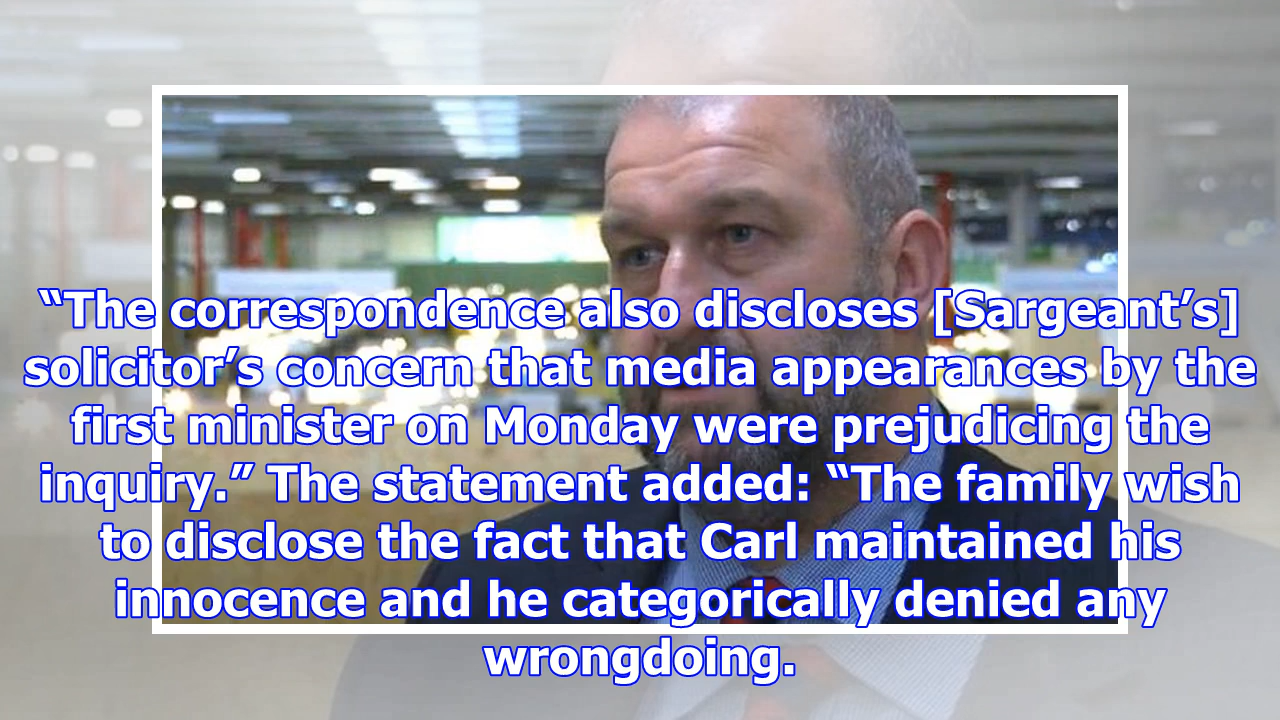 “The correspondence also discloses [Sargeant’s]
solicitor’s concern that media appearances by the
first minister on Monday were prejudicing the
inquiry.” The statement added: “The family wish
to disclose the fact that Carl maintained his
innocence and he categorically denied any
wrongdoing.